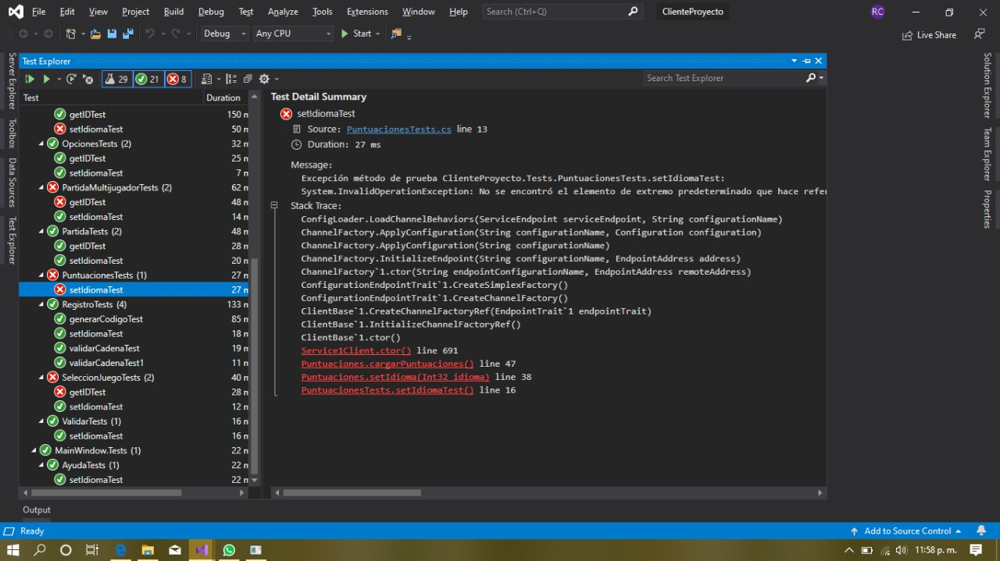 File Edit View Project Build Debug Test Analyze Tools Extensions Window Help Search (Ctrl+Q) ClienteProyecto RC
Debug Any CPU Start Live Share
Server Explorer
Toolbox
Data Sources
Test Explorer
Test Explorer
29 21 8 Search Test Explorer
Test Duration
getIDTest 150 m
setIdiomaTest 50 m
OpcionesTests (2) 32 m
getIDTest 25 m
setIdiomaTest 7 m
PartidaMultijugadorTests (2) 62 m
getIDTest 48 m
setIdiomaTest 14 m
PartidaTests (2) 48 m
getIDTest 28 m
setIdiomaTest 20 m
PuntuacionesTests (1) 27 m
setIdiomaTest 27 m
RegistroTests (4) 133 m
generarCodigoTest 85 m
setIdiomaTest 18 m
validarCadenaTest 19 m
validarCadenaTest1 11 m
SeleccionJuegoTests (2) 40 m
getIDTest 28 m
setIdiomaTest 12 m
ValidarTests (1) 16 m
setIdiomaTest 16 m
MainWindow.Tests (1) 22 m
AyudaTests (1) 22 m
setIdiomaTest 22 m
Test Detail Summary
setIdiomaTest
Source: PuntuacionesTests.cs line 13
Duration: 27 ms
Message:
Excepción método de prueba ClienteProyecto.Tests.PuntuacionesTests.setIdiomaTest:
System.InvalidOperationException: No se encontró el elemento de extremo predeterminado que hace refer
Stack Trace:
ConfigLoader.LoadChannelBehaviors(ServiceEndpoint serviceEndpoint, String configurationName)
ChannelFactory.ApplyConfiguration(String configurationName, Configuration configuration)
ChannelFactory.ApplyConfiguration(String configurationName)
ChannelFactory.InitializeEndpoint(String configurationName, EndpointAddress address)
ChannelFactory`1.ctor(String endpointConfigurationName, EndpointAddress remoteAddress)
ConfigurationEndpointTrait`1.CreateSimplexFactory()
ConfigurationEndpointTrait`1.CreateChannelFactory()
ClientBase`1.CreateChannelFactoryRef(EndpointTrait`1 endpointTrait)
ClientBase`1.InitializeChannelFactoryRef()
ClientBase`1.ctor()
Service1Client.ctor() line 691
Puntuaciones.cargarPuntuaciones() line 47
Puntuaciones.setIdioma(Int32 idioma) line 38
PuntuacionesTests.setIdiomaTest() line 16
Solution Explorer
Team Explorer
Properties
Output
Ready Add to Source Control
11:58 p. m.